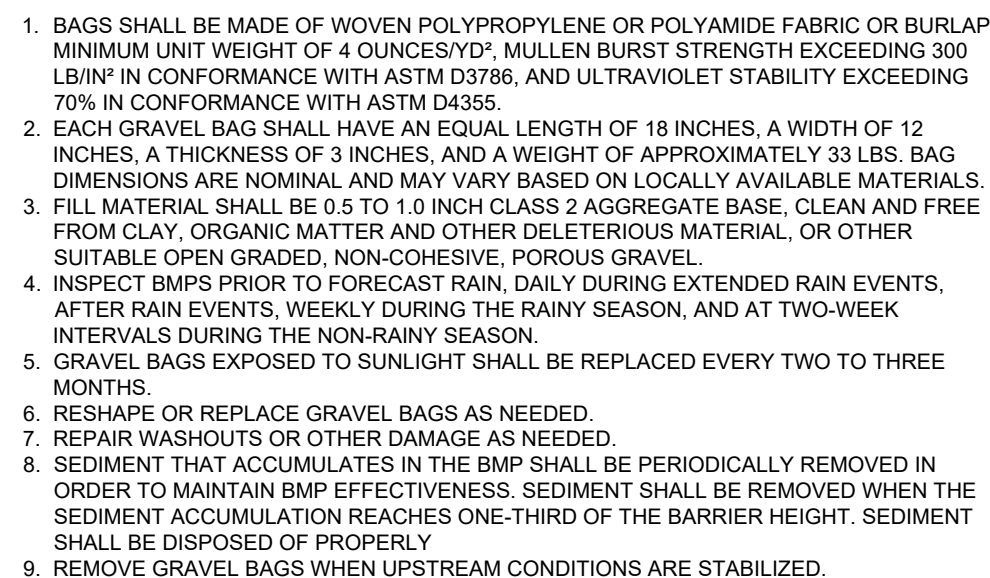 1. BAGS SHALL BE MADE OF WOVEN POLYPROPYLENE OR POLYAMIDE FABRIC OR BURLAP
MINIMUM UNIT WEIGHT OF 4 OUNCES/YD², MULLEN BURST STRENGTH EXCEEDING 300
LB/IN² IN CONFORMANCE WITH ASTM D3786, AND ULTRAVIOLET STABILITY EXCEEDING
70% IN CONFORMANCE WITH ASTM D4355.
2. EACH GRAVEL BAG SHALL HAVE AN EQUAL LENGTH OF 18 INCHES, A WIDTH OF 12
INCHES, A THICKNESS OF 3 INCHES, AND A WEIGHT OF APPROXIMATELY 33 LBS. BAG
DIMENSIONS ARE NOMINAL AND MAY VARY BASED ON LOCALLY AVAILABLE MATERIALS.
3. FILL MATERIAL SHALL BE 0.5 TO 1.0 INCH CLASS 2 AGGREGATE BASE, CLEAN AND FREE
FROM CLAY, ORGANIC MATTER AND OTHER DELETERIOUS MATERIAL, OR OTHER
SUITABLE OPEN GRADED, NON-COHESIVE, POROUS GRAVEL.
4. INSPECT BMPS PRIOR TO FORECAST RAIN, DAILY DURING EXTENDED RAIN EVENTS,
AFTER RAIN EVENTS, WEEKLY DURING THE RAINY SEASON, AND AT TWO-WEEK
INTERVALS DURING THE NON-RAINY SEASON.
5. GRAVEL BAGS EXPOSED TO SUNLIGHT SHALL BE REPLACED EVERY TWO TO THREE
MONTHS.
6. RESHAPE OR REPLACE GRAVEL BAGS AS NEEDED.
7. REPAIR WASHOUTS OR OTHER DAMAGE AS NEEDED.
8. SEDIMENT THAT ACCUMULATES IN THE BMP SHALL BE PERIODICALLY REMOVED IN
ORDER TO MAINTAIN BMP EFFECTIVENESS. SEDIMENT SHALL BE REMOVED WHEN THE
SEDIMENT ACCUMULATION REACHES ONE-THIRD OF THE BARRIER HEIGHT. SEDIMENT
SHALL BE DISPOSED OF PROPERLY
9. REMOVE GRAVEL BAGS WHEN UPSTREAM CONDITIONS ARE STABILIZED.